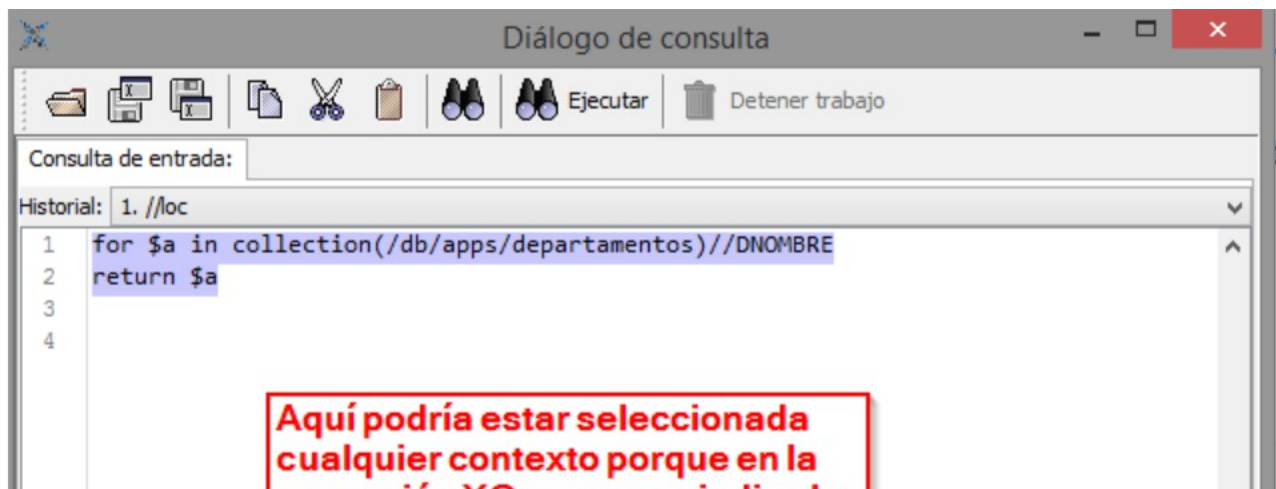 Diálogo de consulta
Ejecutar
Detener trabajo
Consulta de entrada:
Historial: 1. //loc
1 for $a in collection(/db/apps/departamentos)//DNOMBRE
2 return $a
3
4
Aquí podría estar seleccionada
cualquier contexto porque en la